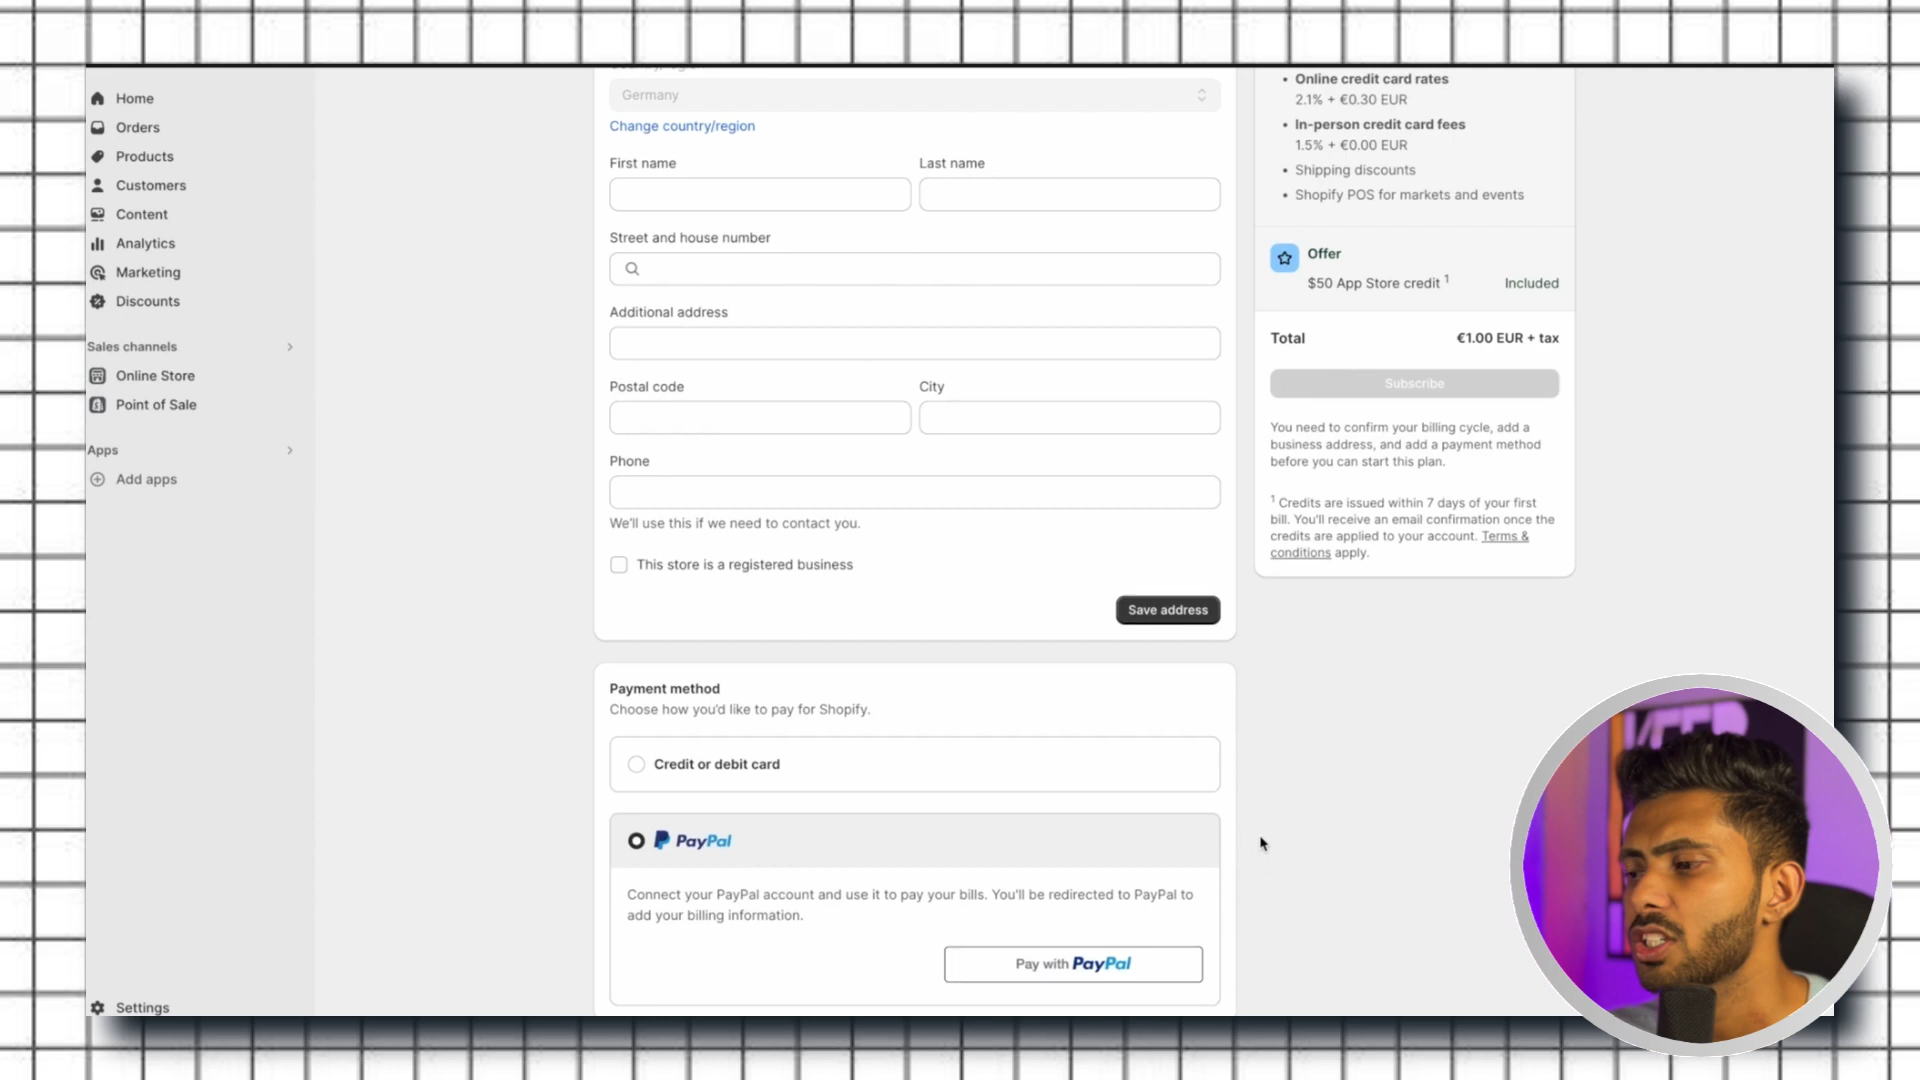 Home
Orders
Products
Customers
Content
Analytics
Marketing
Discounts
Sales channels
Online Store
Point of Sale
Apps
Add apps
Settings
Germany
Change country/region
First name
Last name
Street and house number
Additional address
Postal code
City
Phone
We'll use this if we need to contact you.
This store is a registered business
Save address
Payment method
Choose how you'd like to pay for Shopify.
Credit or debit card
PayPal
Connect your PayPal account and use it to pay your bills. You'll be redirected to PayPal to
add your billing information.
Pay with PayPal
• Online credit card rates
2.1% + €0.30 EUR
• In-person credit card fees
1.5% + €0.00 EUR
• Shipping discounts
• Shopify POS for markets and events
Offer
$50 App Store credit 1 Included
Total €1.00 EUR + tax
Subscribe
You need to confirm your billing cycle, add a
business address, and add a payment method
before you can start this plan.
1 Credits are issued within 7 days of your first
bill. You'll receive an email confirmation once the
credits are applied to your account. Terms &
conditions apply.